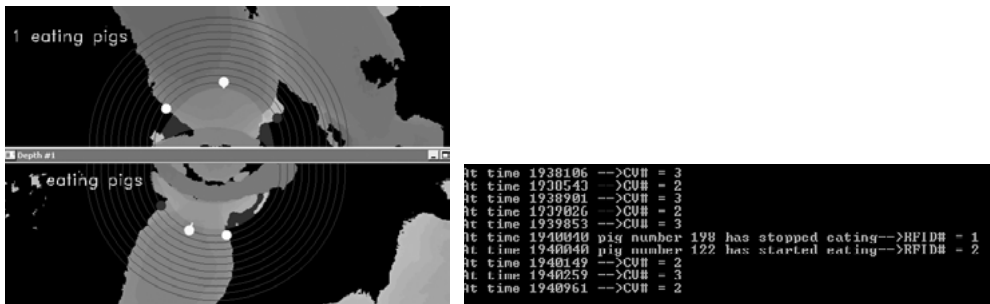 1 eating pigs
Depth #1
eating pigs
At time 1938106 -->CV# = 3
At time 1938543 -->CV# = 2
At time 1938901 -->CV# = 3
At time 1939026 -->CV# = 2
At time 1939853 -->CV# = 3
At time 1940040 pig number 198 has stopped eating-->RFID# = 1
At time 1940040 pig number 122 has started eating-->RFID# = 2
At time 1940149 -->CV# = 2
At time 1940259 -->CV# = 3
At time 1940961 -->CV# = 2